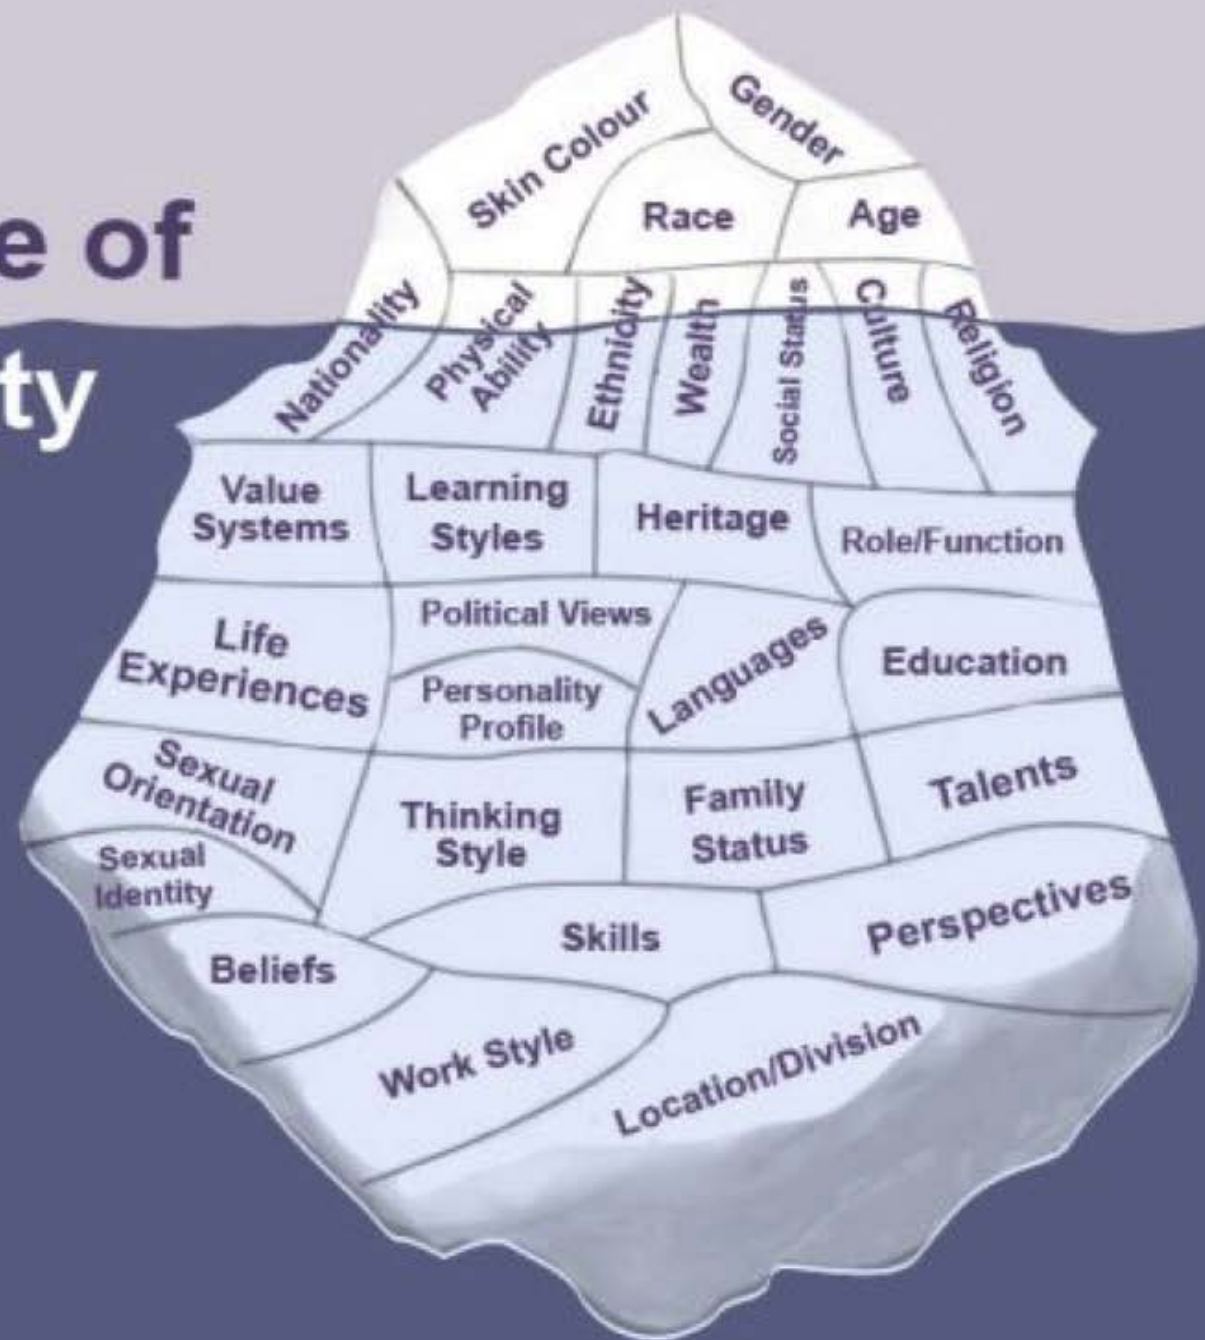 e of
ty
Skin Colour
Gender
Race
Age
Nationality
Physical
Ability
Ethnicity
Wealth
Social Status
Culture
Religion
Value
Systems
Learning
Styles
Heritage
Role/Function
Life
Experiences
Political Views
Personality
Profile
Languages
Education
Sexual
Orientation
Sexual
Identity
Thinking
Style
Family
Status
Talents
Beliefs
Skills
Perspectives
Work Style
Location/Division